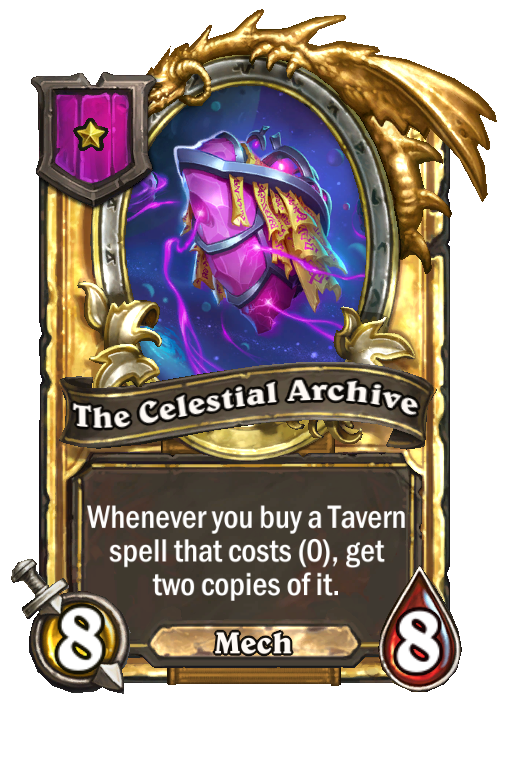 The Celestial Archive
Whenever you buy a Tavern
spell that costs (0), get
two copies of it.
8
Mech
8